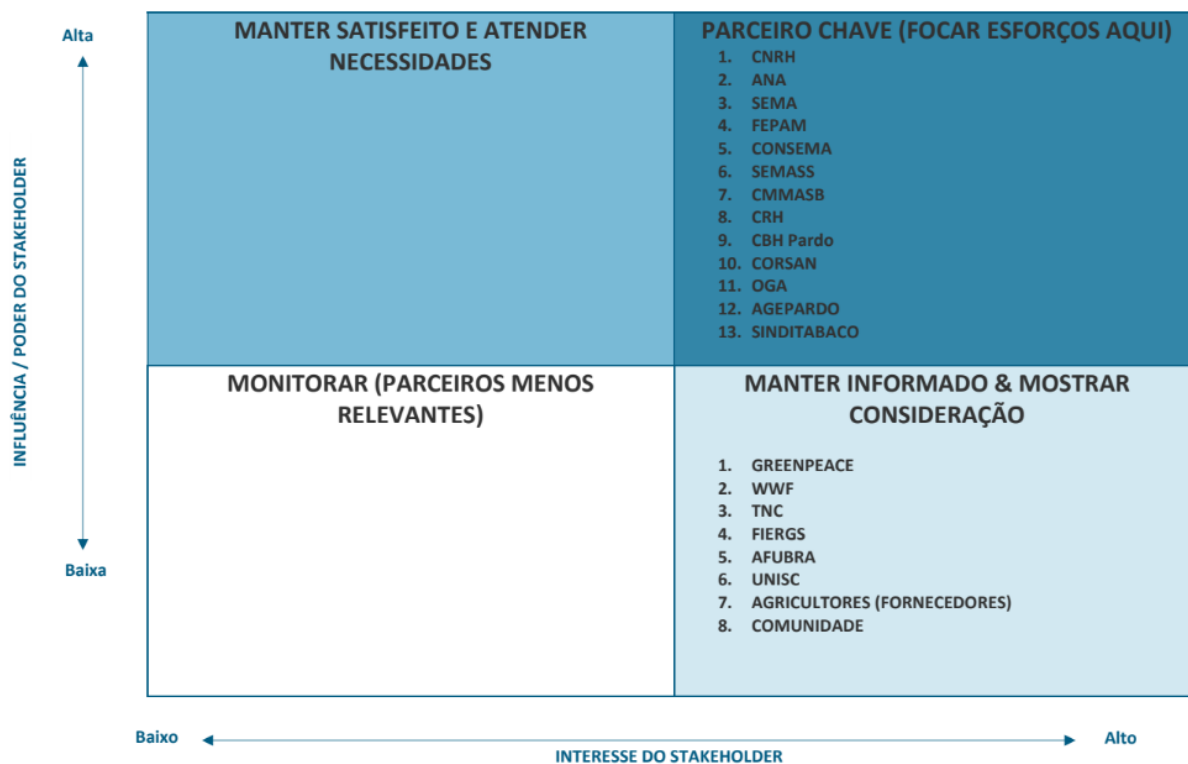 Alta
INFLUÊNCIA / PODER DO STAKEHOLDER
Baixa
MANTER SATISFEITO E ATENDER
NECESSIDADES
PARCEIRO CHAVE (FOCAR ESFORÇOS AQUI)
1. CNRH
2. ANA
3. SEMA
4. FEPAM
5. CONSEMA
6. SEMASS
7. CMMASB
8. CRH
9. CBH Pardo
10. CORSAN
11. OGA
12. AGEPARDO
13. SINDITABACO
MONITORAR (PARCEIROS MENOS
RELEVANTES)
MANTER INFORMADO & MOSTRAR
CONSIDERAÇÃO
1. GREENPEACE
2. WWF
3. TNC
4. FIERGS
5. AFUBRA
6. UNISC
7. AGRICULTORES (FORNECEDORES)
8. COMUNIDADE
Baixo
INTERESSE DO STAKEHOLDER
Alto